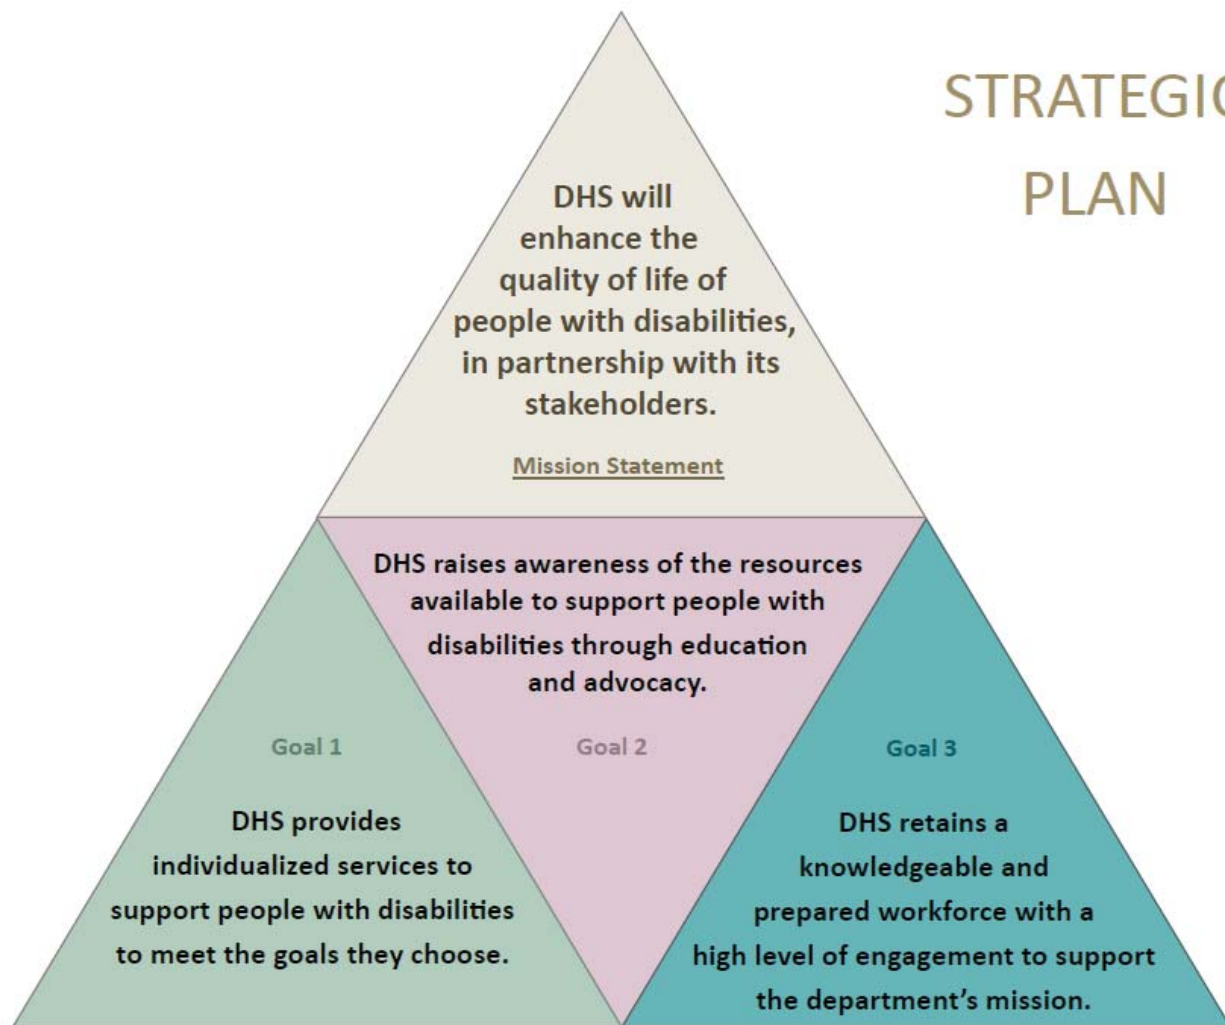 STRATEGIC
PLAN
DHS will
enhance the
quality of life of
people with disabilities,
in partnership with its
stakeholders.
Mission Statement
DHS raises awareness of the resources
available to support people with
disabilities through education
and advocacy.
Goal 1
Goal 2
Goal 3
DHS provides
individualized services to
support people with disabilities
to meet the goals they choose.
DHS retains a
knowledgeable and
prepared workforce with a
high level of engagement to support
the department’s mission.